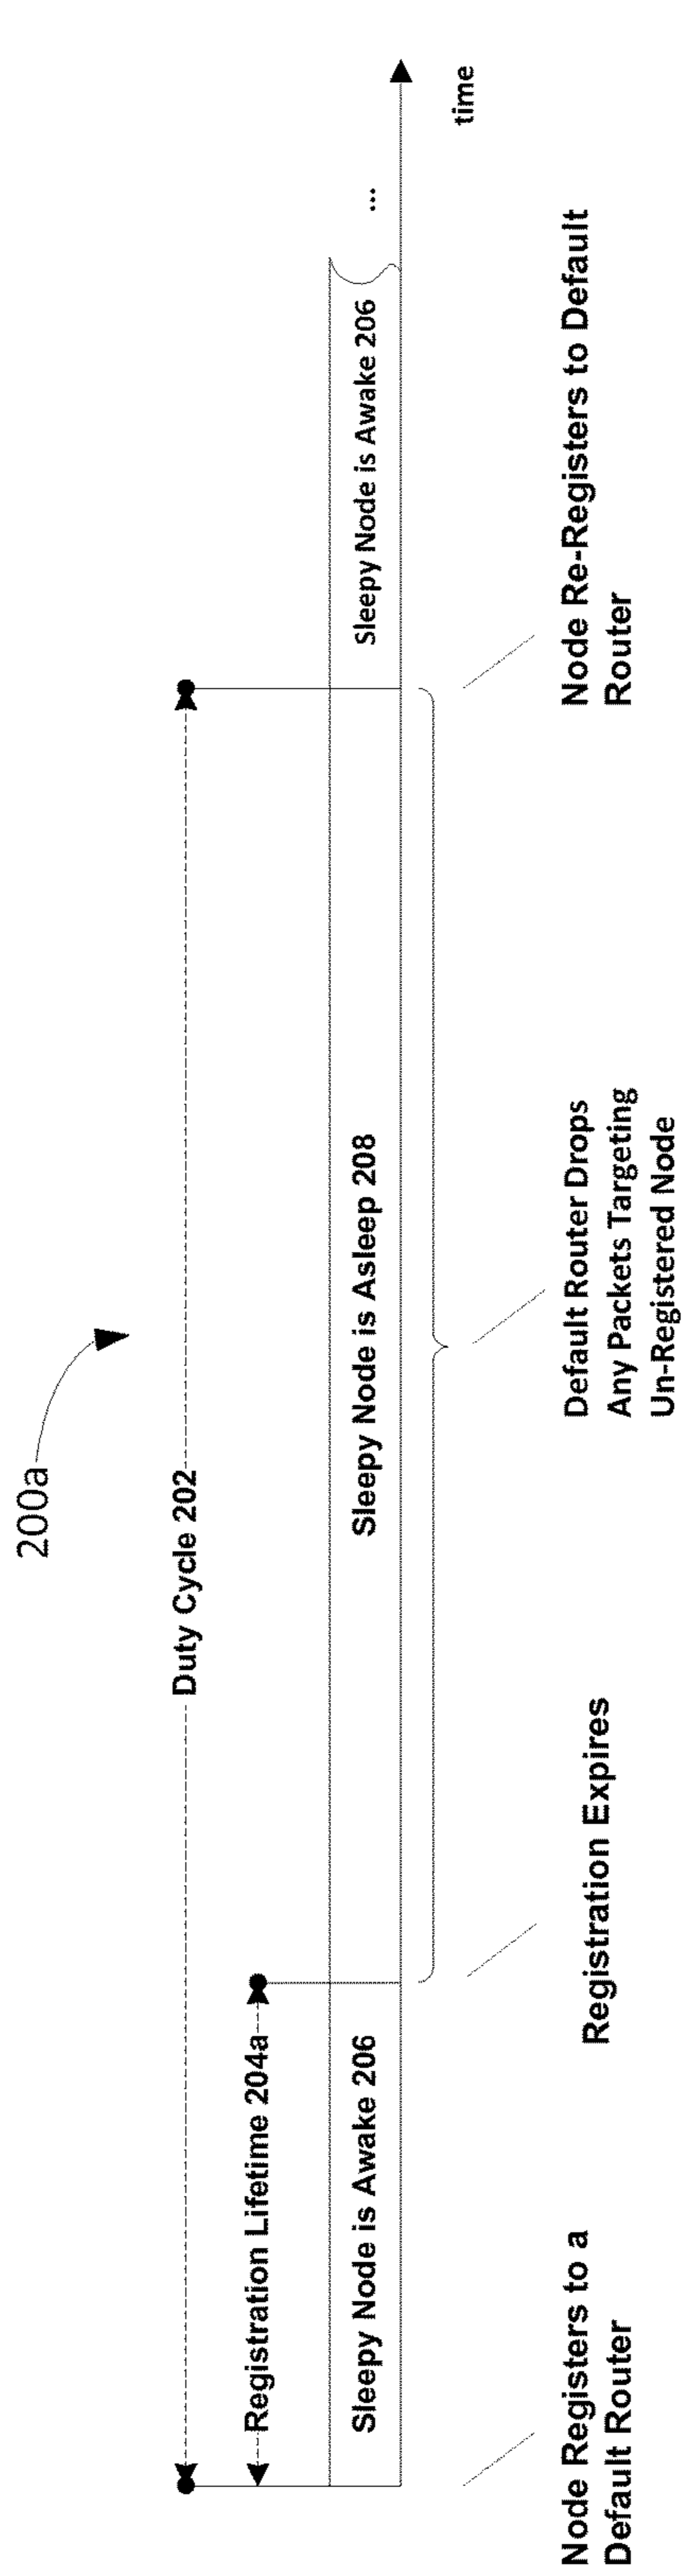 200a
Duty Cycle 202
Registration Lifetime 204a
Sleepy Node is Awake 206
Sleepy Node is Asleep 208
Sleepy Node is Awake 206
...
time
Node Registers to a
Default Router
Registration Expires
Default Router Drops
Any Packets Targeting
Un-Registered Node
Node Re-Registers to Default
Router